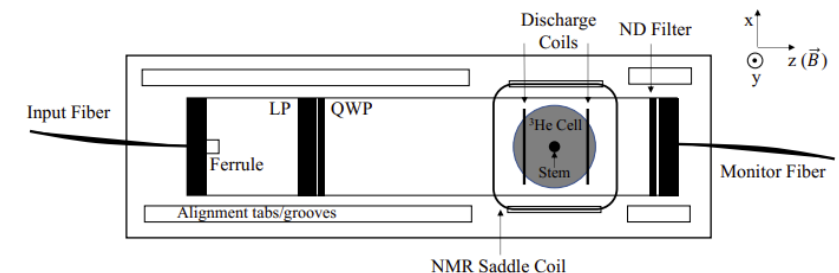 Discharge
Coils
ND Filter
x
z (B⃗)
y
Input Fiber
LP
QWP
³He Cell
Ferrule
Stem
Monitor Fiber
Alignment tabs/grooves
NMR Saddle Coil